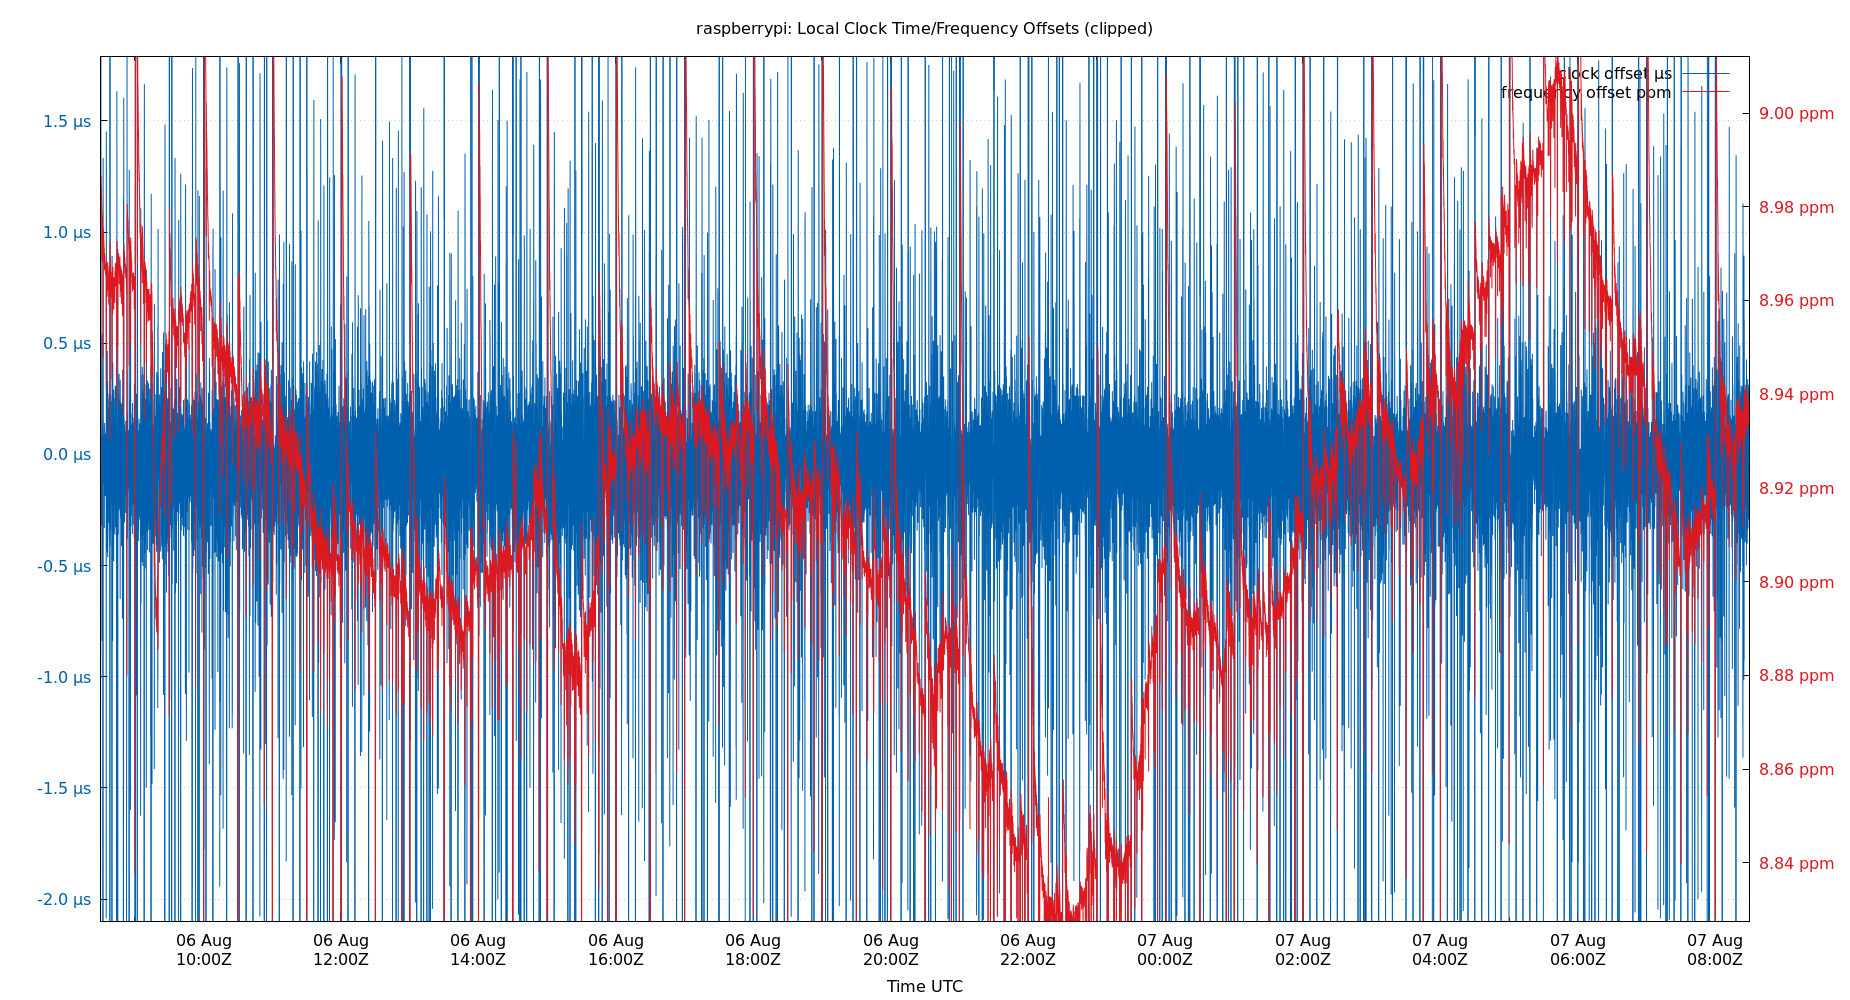 raspberrypi: Local Clock Time/Frequency Offsets (clipped)
clock offset µs
frequency offset ppm
1.5 µs
1.0 µs
0.5 µs
0.0 µs
-0.5 µs
-1.0 µs
-1.5 µs
-2.0 µs
9.00 ppm
8.98 ppm
8.96 ppm
8.94 ppm
8.92 ppm
8.90 ppm
8.88 ppm
8.86 ppm
8.84 ppm
06 Aug 06 Aug 06 Aug 06 Aug 06 Aug 06 Aug 06 Aug 07 Aug 07 Aug 07 Aug 07 Aug 07 Aug
10:00Z 12:00Z 14:00Z 16:00Z 18:00Z 20:00Z 22:00Z 00:00Z 02:00Z 04:00Z 06:00Z 08:00Z
Time UTC